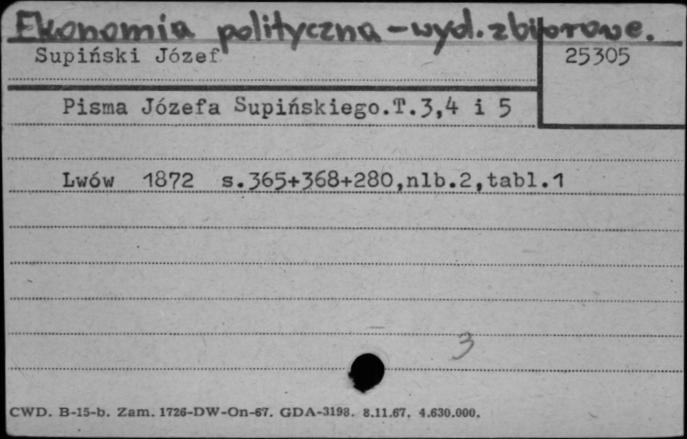 Ekonomia polityczna - wyd. zbiorowe.
Supiński Józef 25305
Pisma Józefa Supińskiego.T.3,4 i 5
Lwów 1872 s.365+368+280,nlb.2,tabl.1
3
CWD. B-15-b. Zam. 1726-DW-On-67. GDA-3198. 8.11.67. 4.630.000.